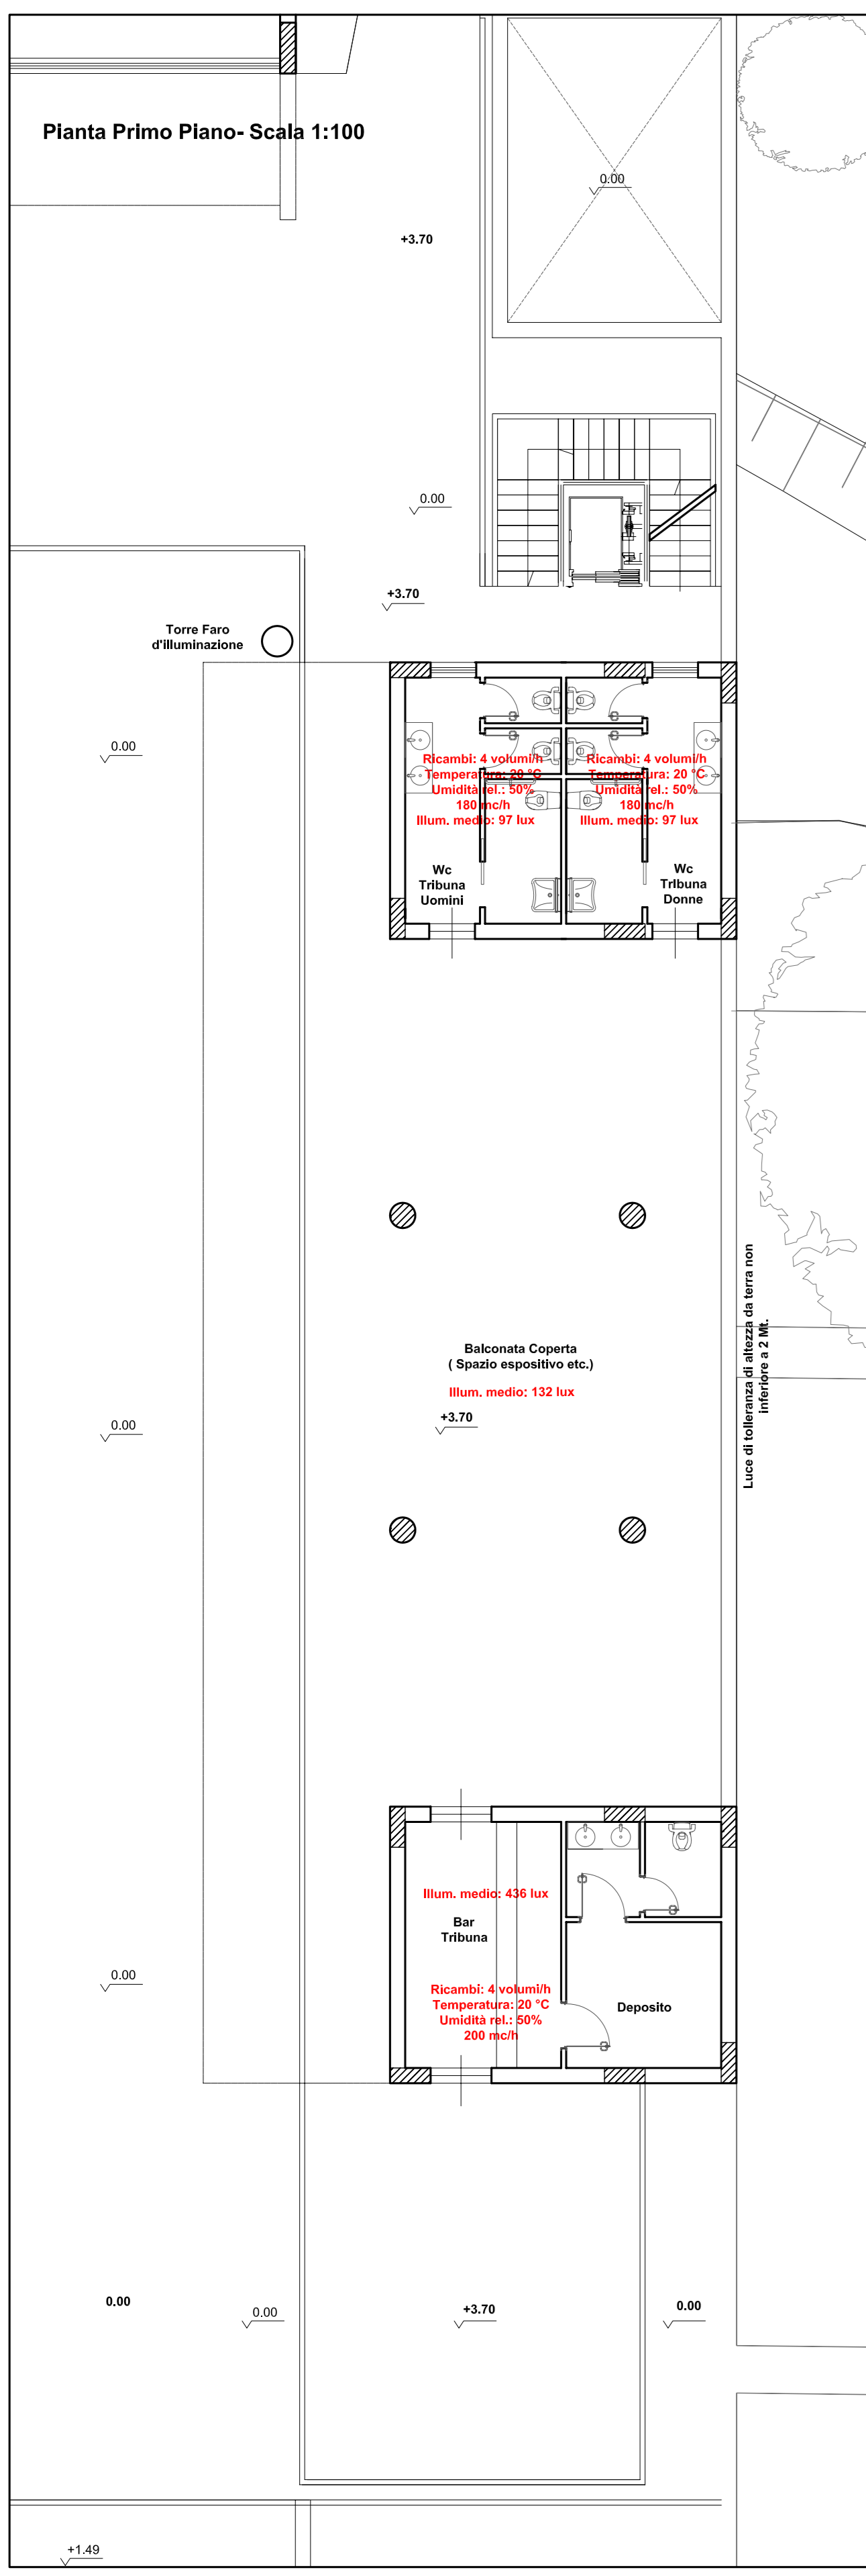 Pianta Primo Piano- Scala 1:100
0.00
+3.70
0.00
+3.70
Torre Faro
d'illuminazione
0.00
Ricambi: 4 volumi/h
Temperatura: 20 °C
Umidità rel.: 50%
180 mc/h
Illum. medio: 97 lux
Ricambi: 4 volumi/h
Temperatura: 20 °C
Umidità rel.: 50%
180 mc/h
Illum. medio: 97 lux
Wc
Tribuna
Uomini
Wc
Tribuna
Donne
Luce di tolleranza di altezza da terra non
inferiore a 2 Mt.
Balconata Coperta
( Spazio espositivo etc.)
Illum. medio: 132 lux
+3.70
0.00
Illum. medio: 436 lux
Bar
Tribuna
0.00
Ricambi: 4 volumi/h
Temperatura: 20 °C
Umidità rel.: 50%
200 mc/h
Deposito
0.00
0.00
+3.70
0.00
+1.49